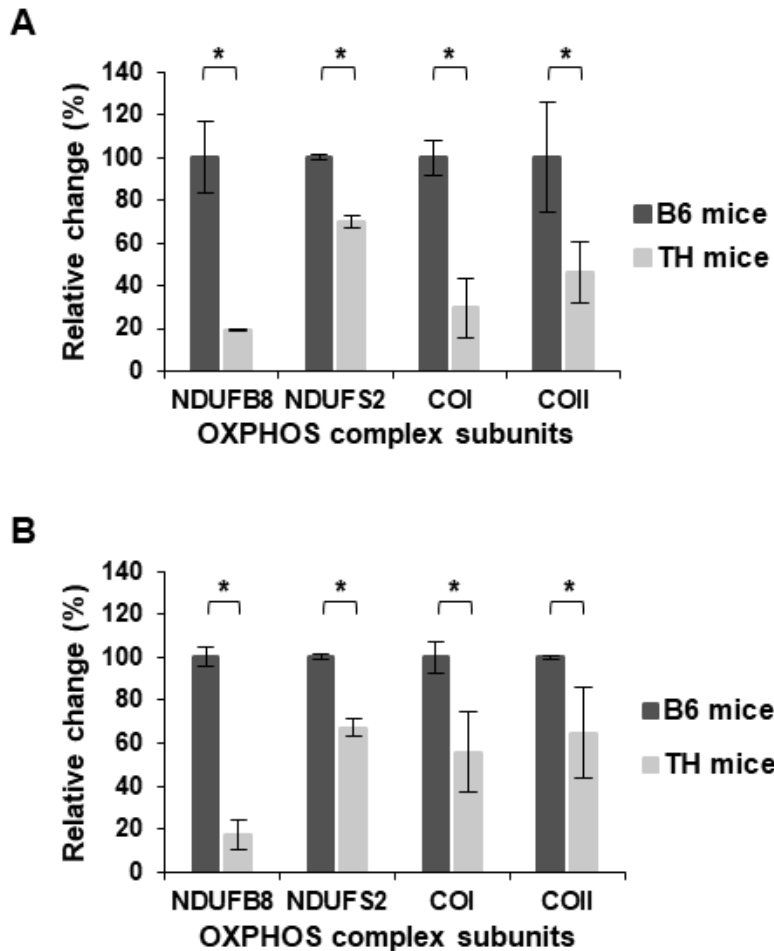 A
* * * *
140
120
100
80
60
40
20
0
Relative change (%)
B6 mice
TH mice
NDUFB8 NDUFS2 COI COII
OXPHOS complex subunits
B
* * * *
140
120
100
80
60
40
20
0
Relative change (%)
B6 mice
TH mice
NDUFB8 NDUFS2 COI COII
OXPHOS complex subunits